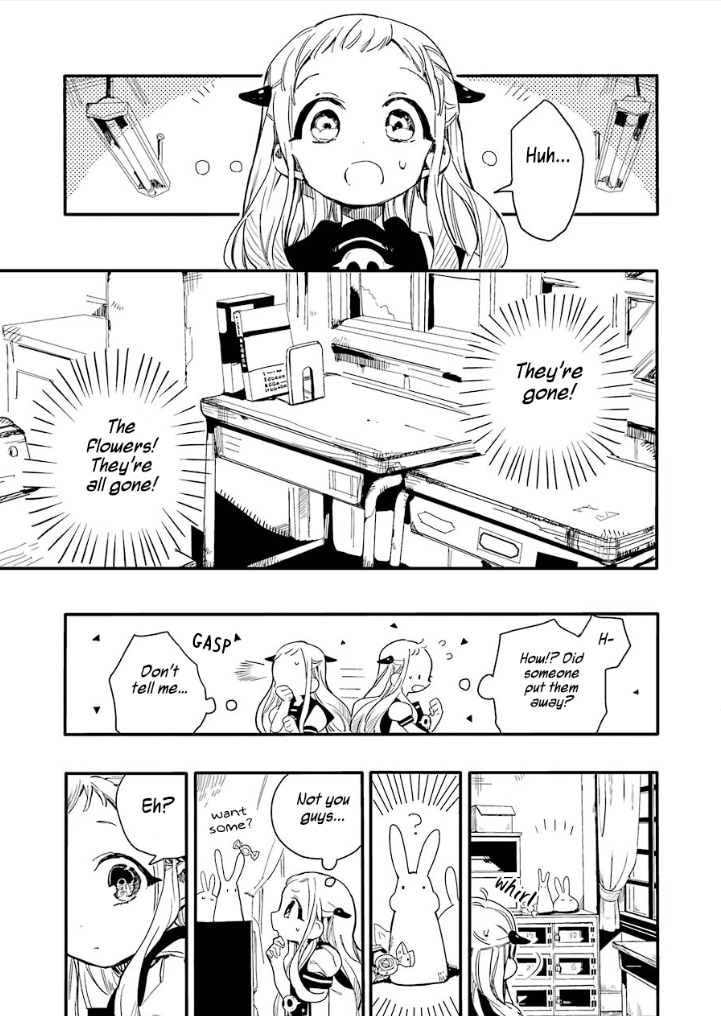 Huh...
They're
gone!
The
flowers!
They're
all gone!
H-
How!? Did
someone
put them
away?
GASP
Don't
tell me...
Whirl
?
Not you
guys...
want
some?
Eh?